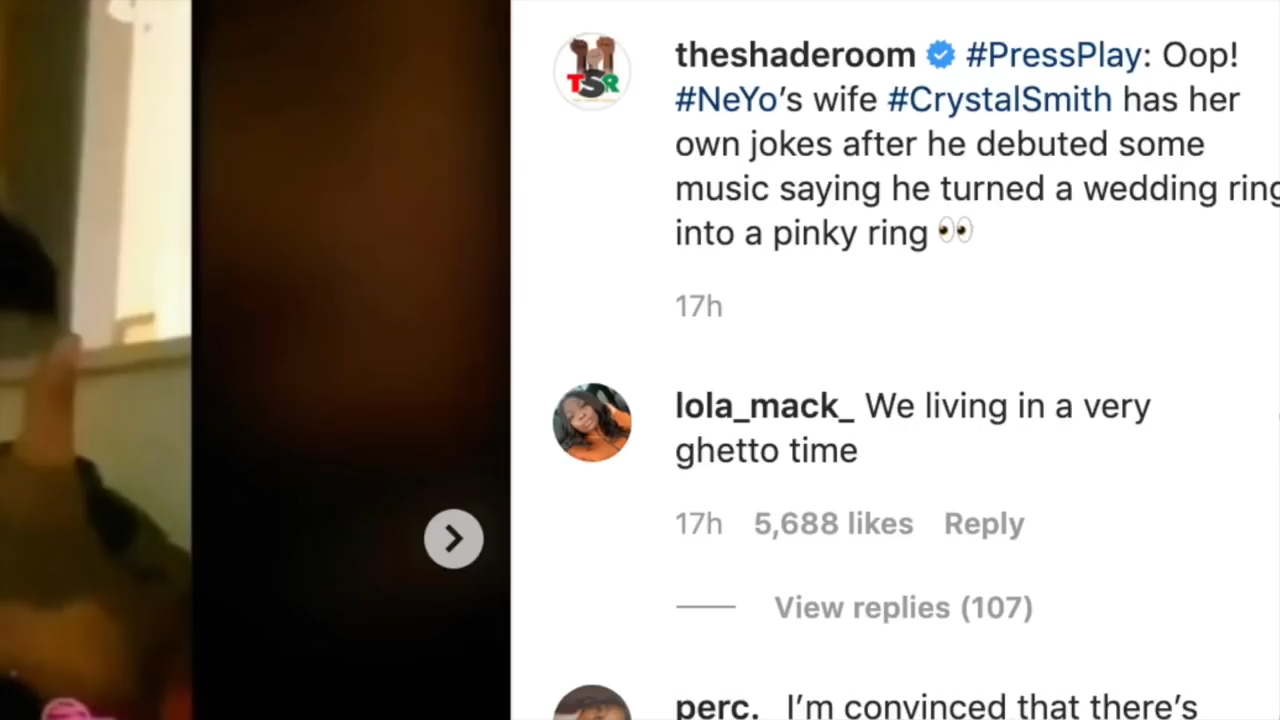 TSR
theshaderoom #PressPlay: Oop!
#NeYo’s wife #CrystalSmith has her
own jokes after he debuted some
music saying he turned a wedding ring
into a pinky ring 👀
17h
lola_mack_ We living in a very
ghetto time
17h 5,688 likes Reply
View replies (107)
perc. I’m convinced that there’s